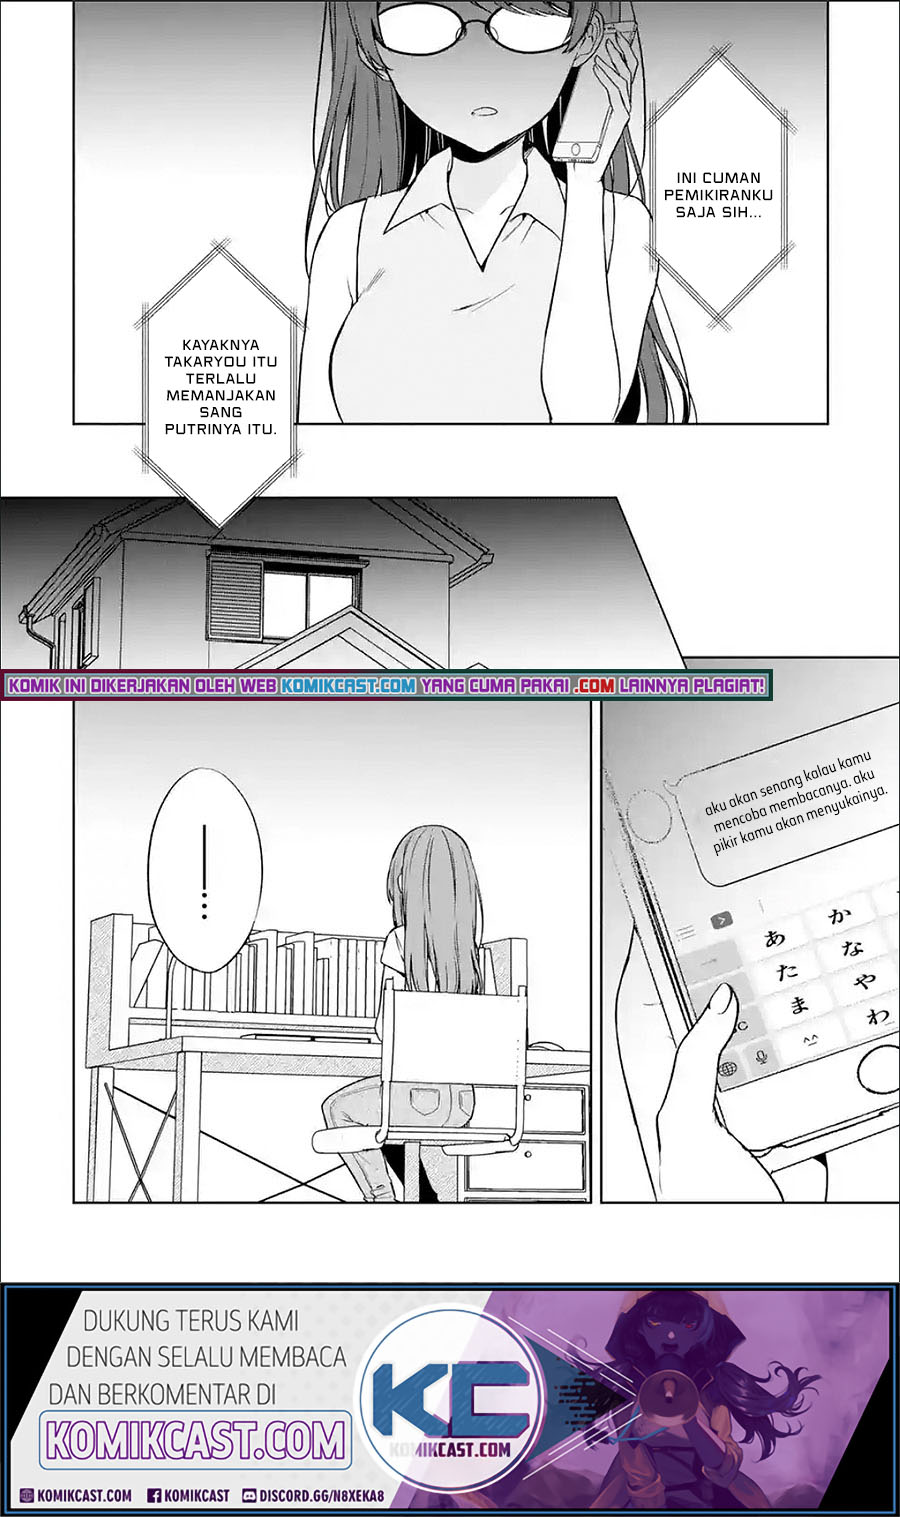 INI CUMAN
PEMIKIRANKU
SAJA SIH...
KAYAKNYA
TAKARYOU ITU
TERLALU
MEMANJAKAN
SANG
PUTRINYA ITU.
KOMIK INI DIKERJAKAN OLEH WEB KOMIKCAST.COM YANG CUMA PAKAI .COM LAINNYA PLAGIAT!
aku akan senang kalau kamu
mencoba membacanya. aku
pikir kamu akan menyukainya.
あ か
た な
ま や
^^ わ
DUKUNG TERUS KAMI
DENGAN SELALU MEMBACA
DAN BERKOMENTAR DI
KOMIKCAST.COM
KC
KOMIKCAST.COM
KOMIKCAST.COM KOMIKCAST DISCORD.GG/N8XEKA8